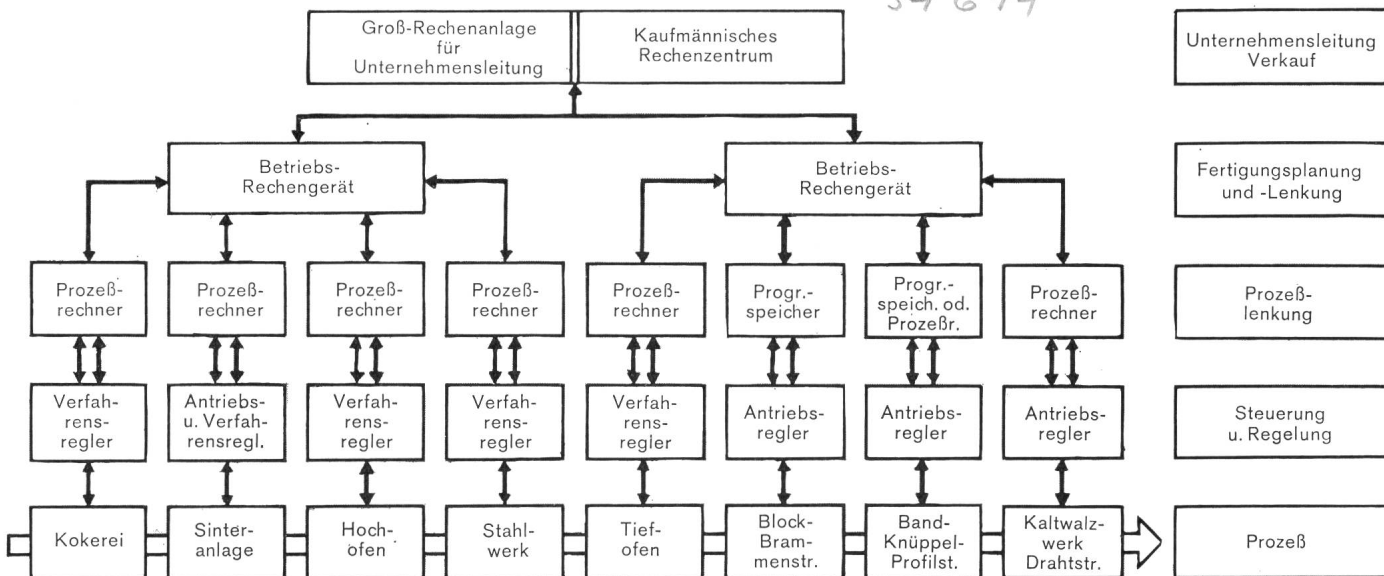 54 6 14
Groß-Rechenanlage
für
Unternehmensleitung
Kaufmännisches
Rechenzentrum
Unternehmensleitung
Verkauf
Betriebs-
Rechengerät
Betriebs-
Rechengerät
Fertigungsplanung
und -Lenkung
Prozeß-
rechner
Prozeß-
rechner
Prozeß-
rechner
Prozeß-
rechner
Prozeß-
rechner
Progr.-
speicher
Progr.-
speich. od.
Prozeßr.
Prozeß-
rechner
Prozeß-
lenkung
Verfah-
rens-
regler
Antriebs-
u. Verfah-
rensregl.
Verfah-
rens-
regler
Verfah-
rens-
regler
Verfah-
rens-
regler
Antriebs-
regler
Antriebs-
regler
Antriebs-
regler
Steuerung
u. Regelung
Kokerei
Sinter-
anlage
Hoch-
öfen
Stahl-
werk
Tief-
ofen
Block-
Bram-
menstr.
Band-
Knüppel-
Profilst.
Kaltwalz-
werk
Drahtstr.
Prozeß